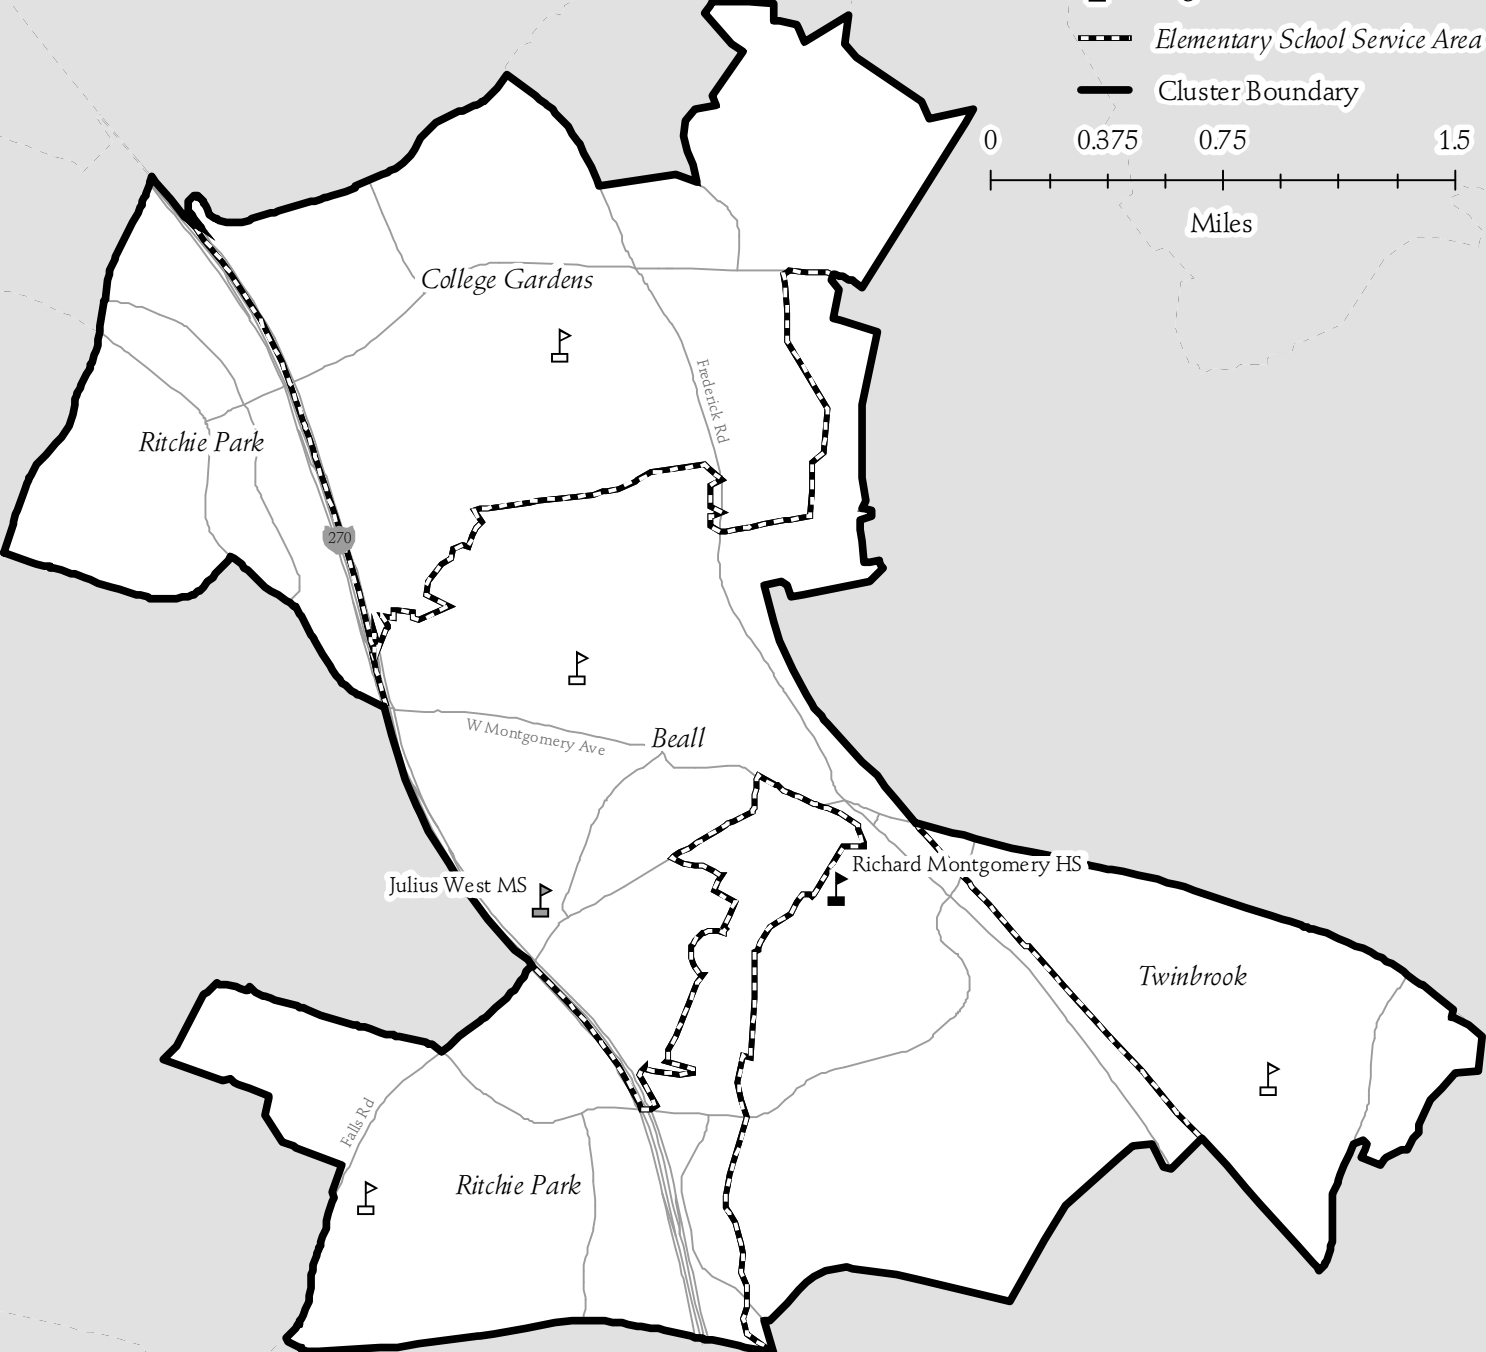 Elementary School Service Area
Cluster Boundary
0 0.375 0.75 1.5
Miles
College Gardens
Frederick Rd
Ritchie Park
270
W Montgomery Ave
Beall
Richard Montgomery HS
Julius West MS
Twinbrook
Falls Rd
Ritchie Park